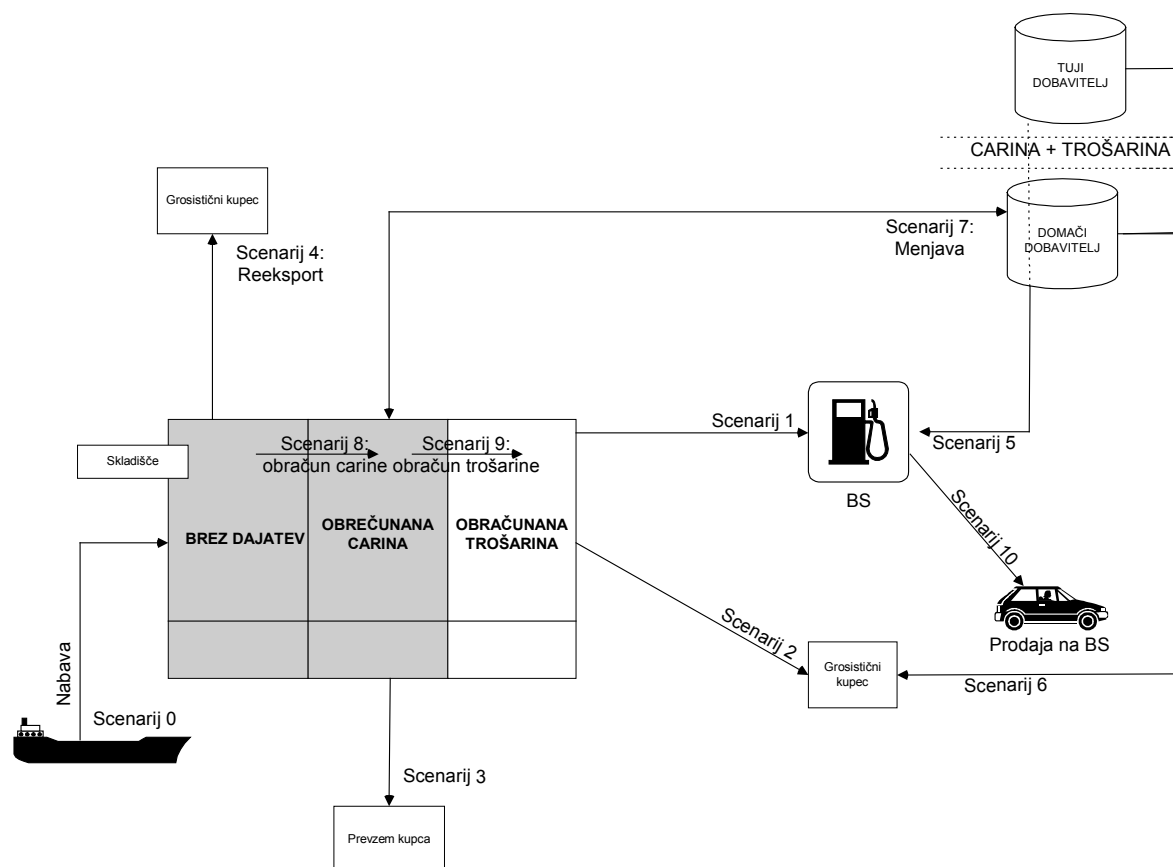 TUJI
DOBAVITELJ
CARINA + TROŠARINA
Grosistični kupec
Scenarij 4:
Reeksport
Scenarij 7:
Menjava
DOMAČI
DOBAVITELJ
Scenarij 1
Scenarij 5
Skladišče
Scenarij 8:
obračun carine
Scenarij 9:
obračun trošarine
BS
BREZ DAJATEV
OBREČUNANA
CARINA
OBRAČUNANA
TROŠARINA
Scenarij 10
Prodaja na BS
Scenarij 2
Grosistični
kupec
Scenarij 6
Nabava
Scenarij 0
Scenarij 3
Prevzem kupca